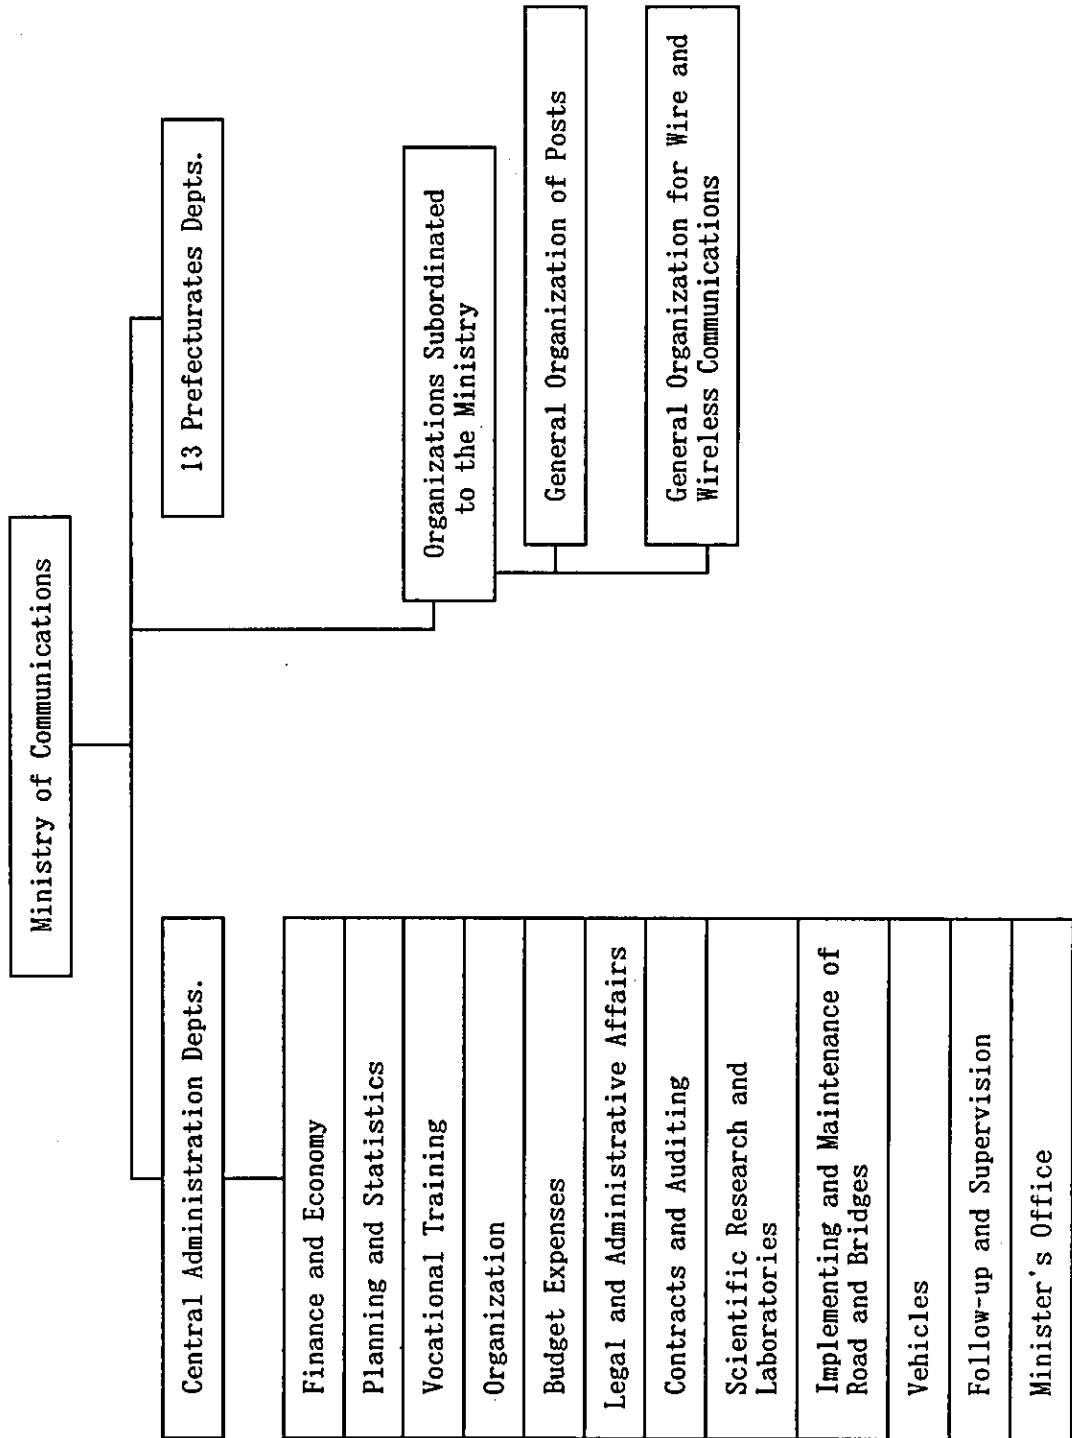 Ministry of Communications
Central Administration Depts.
13 Prefecturates Depts.
Finance and Economy
Planning and Statistics
Vocational Training
Organization
Budget Expenses
Legal and Administrative Affairs
Contracts and Auditing
Scientific Research and
Laboratories
Implementing and Maintenance of
Road and Bridges
Vehicles
Follow-up and Supervision
Minister's Office
Organizations Subordinated
to the Ministry
General Organization of Posts
General Organization for Wire and
Wireless Communications